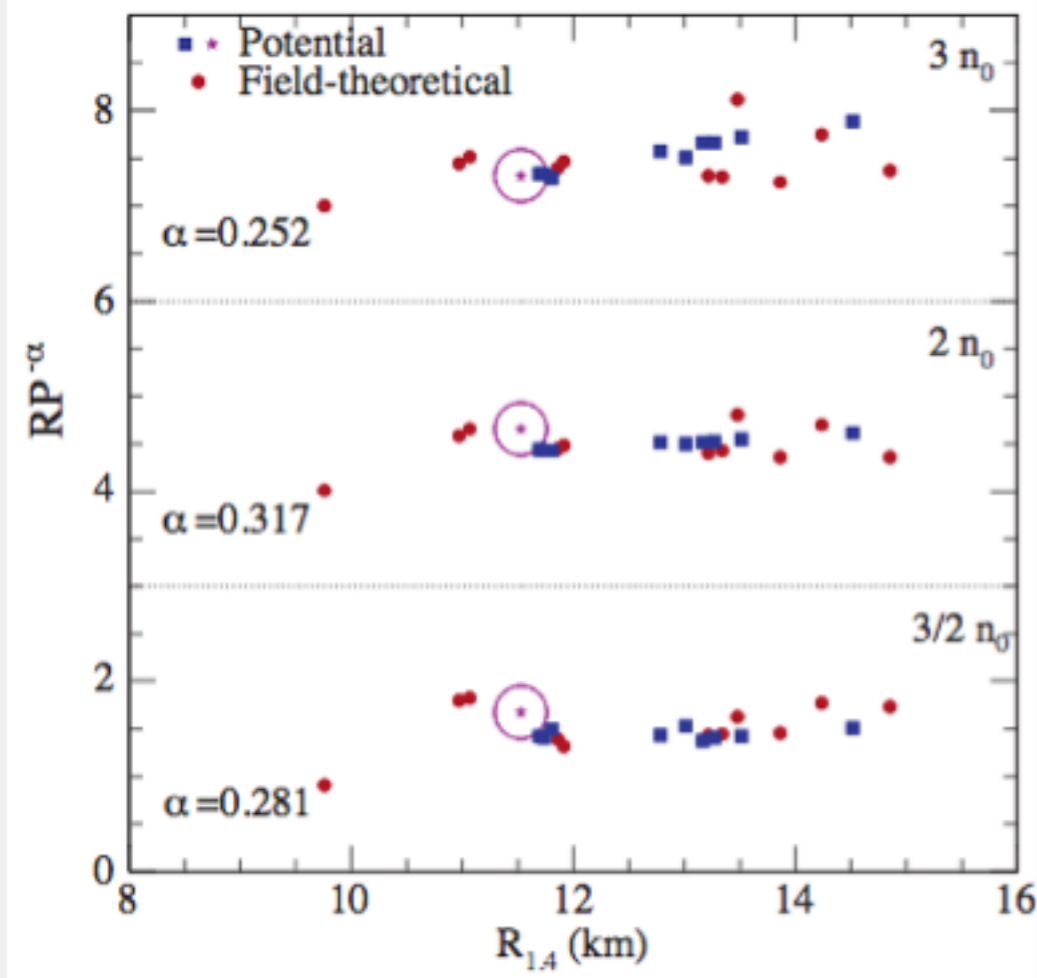 Potential
Field-theoretical
3 n₀
8
α=0.252
6
2 n₀
RP⁻ᵅ
4
α=0.317
3/2 n₀
2
α=0.281
0
8 10 12 14 16
R₁.₄ (km)